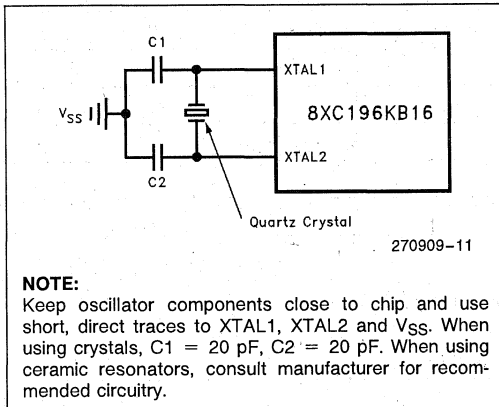 C1
XTAL1
8XC196KB16
VSS
XTAL2
C2
Quartz Crystal
270909-11
NOTE:
Keep oscillator components close to chip and use
short, direct traces to XTAL1, XTAL2 and VSS. When
using crystals, C1 = 20 pF, C2 = 20 pF. When using
ceramic resonators, consult manufacturer for recom-
mended circuitry.